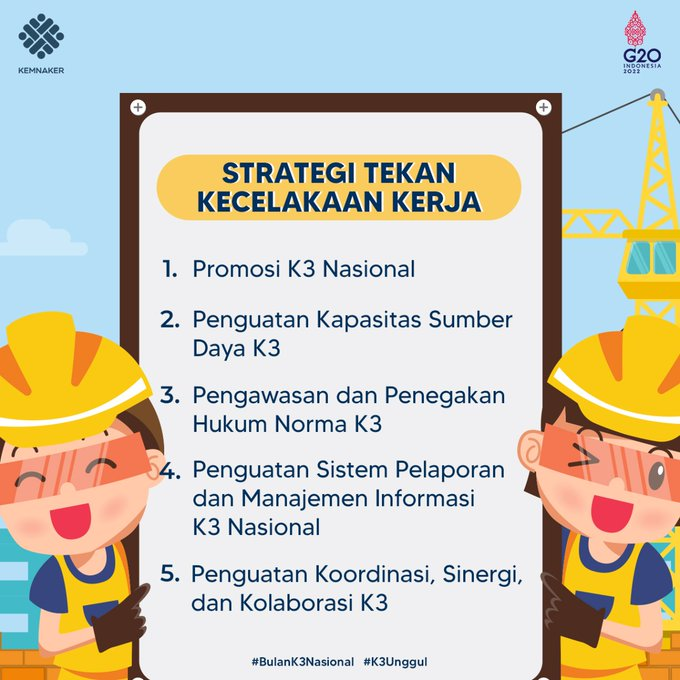 KEMNAKER
G20
INDONESIA
2022
STRATEGI TEKAN
KECELAKAAN KERJA
1. Promosi K3 Nasional
2. Penguatan Kapasitas Sumber
Daya K3
3. Pengawasan dan Penegakan
Hukum Norma K3
4. Penguatan Sistem Pelaporan
dan Manajemen Informasi
K3 Nasional
5. Penguatan Koordinasi, Sinergi,
dan Kolaborasi K3
#BulanK3Nasional #K3Unggul